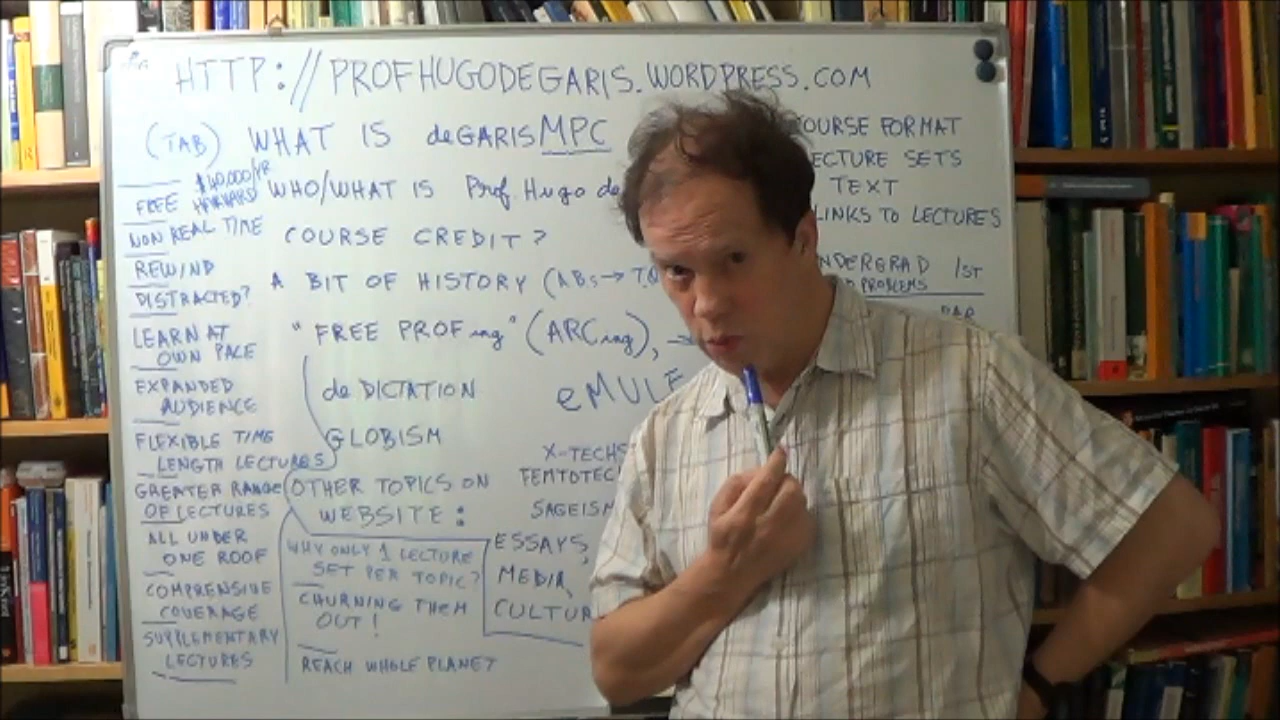 HTTP://PROFHUGODEGARIS.WORDPRESS.COM
(TAB) WHAT IS deGARISMPC
WHO/WHAT IS Prof Hugo de
COURSE CREDIT?
A BIT OF HISTORY (ABs→
"FREE PROFing" (ARCing), →
deDICTATION
eMULE
GLOBISM
X-TECHS
FEMTOTECH
SAGEISM
OTHER TOPICS ON
WEBSITE:
ESSAYS,
MEDIA,
CULTUR
WHY ONLY 1 LECTURE
SET PER TOPIC?
CHURNING THEM
OUT!
REACH WHOLE PLANET
$40,000/YR
FREE HARVARD
NON REAL TIME
REWIND
DISTRACTED?
LEARN AT
OWN PACE
EXPANDED
AUDIENCE
FLEXIBLE TIME
LENGTH LECTURES
GREATER RANGE
OF LECTURES
ALL UNDER
ONE ROOF
COMPRENSIVE
COVERAGE
SUPPLEMENTARY
LECTURES
COURSE FORMAT
LECTURE SETS
TEXT
LINKS TO LECTURES
NDERGRAD 1ST
PROBLEMS